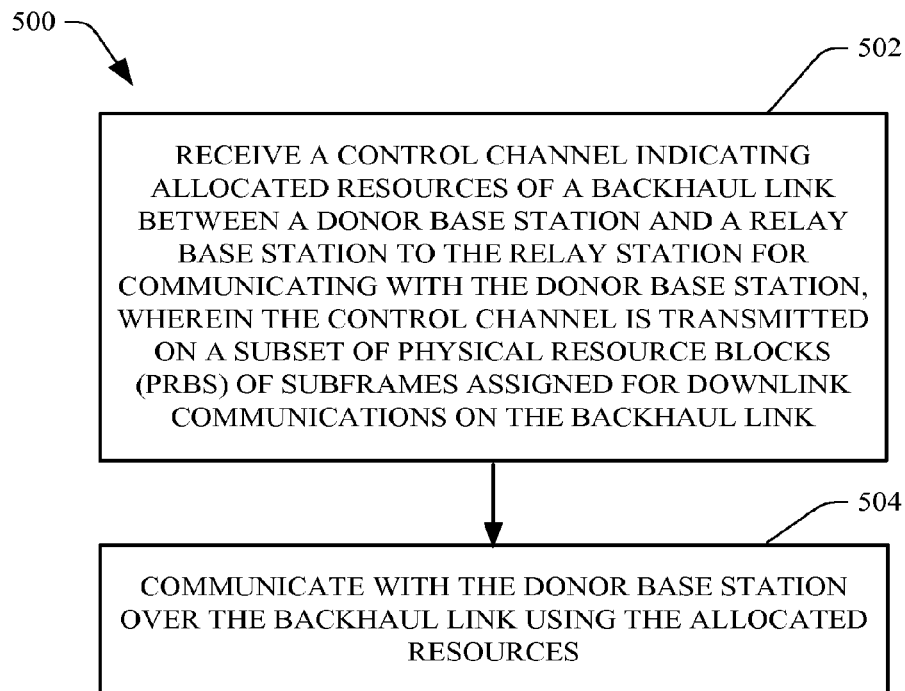 500
502
RECEIVE A CONTROL CHANNEL INDICATING
ALLOCATED RESOURCES OF A BACKHAUL LINK
BETWEEN A DONOR BASE STATION AND A RELAY
BASE STATION TO THE RELAY STATION FOR
COMMUNICATING WITH THE DONOR BASE STATION,
WHEREIN THE CONTROL CHANNEL IS TRANSMITTED
ON A SUBSET OF PHYSICAL RESOURCE BLOCKS
(PRBS) OF SUBFRAMES ASSIGNED FOR DOWNLINK
COMMUNICATIONS ON THE BACKHAUL LINK
504
COMMUNICATE WITH THE DONOR BASE STATION
OVER THE BACKHAUL LINK USING THE ALLOCATED
RESOURCES